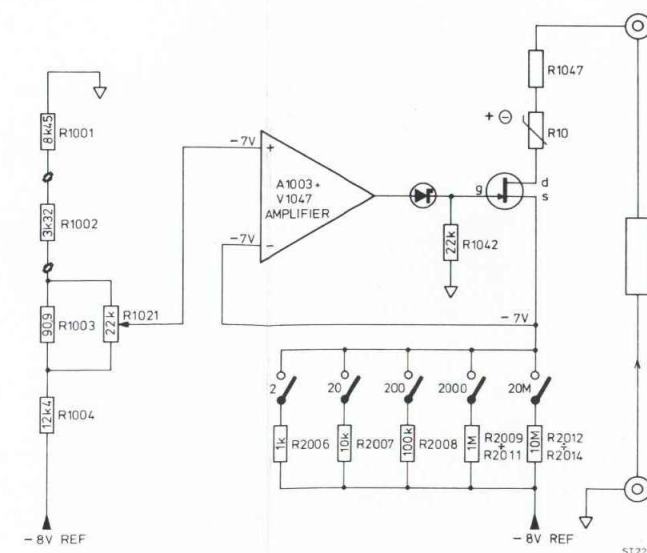 8k45
R1001
3k32
R1002
90,9
R1003
22k
R1021
12k4
R1004
-8V REF
-7V
+
A1003+
V1047
AMPLIFIER
-7V
-
22k
R1042
g
d
s
R1047
+ ⊖
R10
-7V
2
20
200
2000
20M
1k
R2006
10k
R2007
100k
R2008
1M
R2009
+
R2011
10M
R2012
÷
R2014
-8V REF